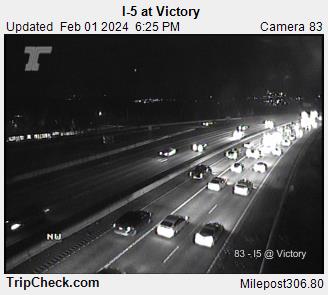 I-5 at Victory
Updated Feb 01 2024 6:25 PM Camera 83
T
NW
83 - I5 @ Victory
TripCheck.com Milepost306.80